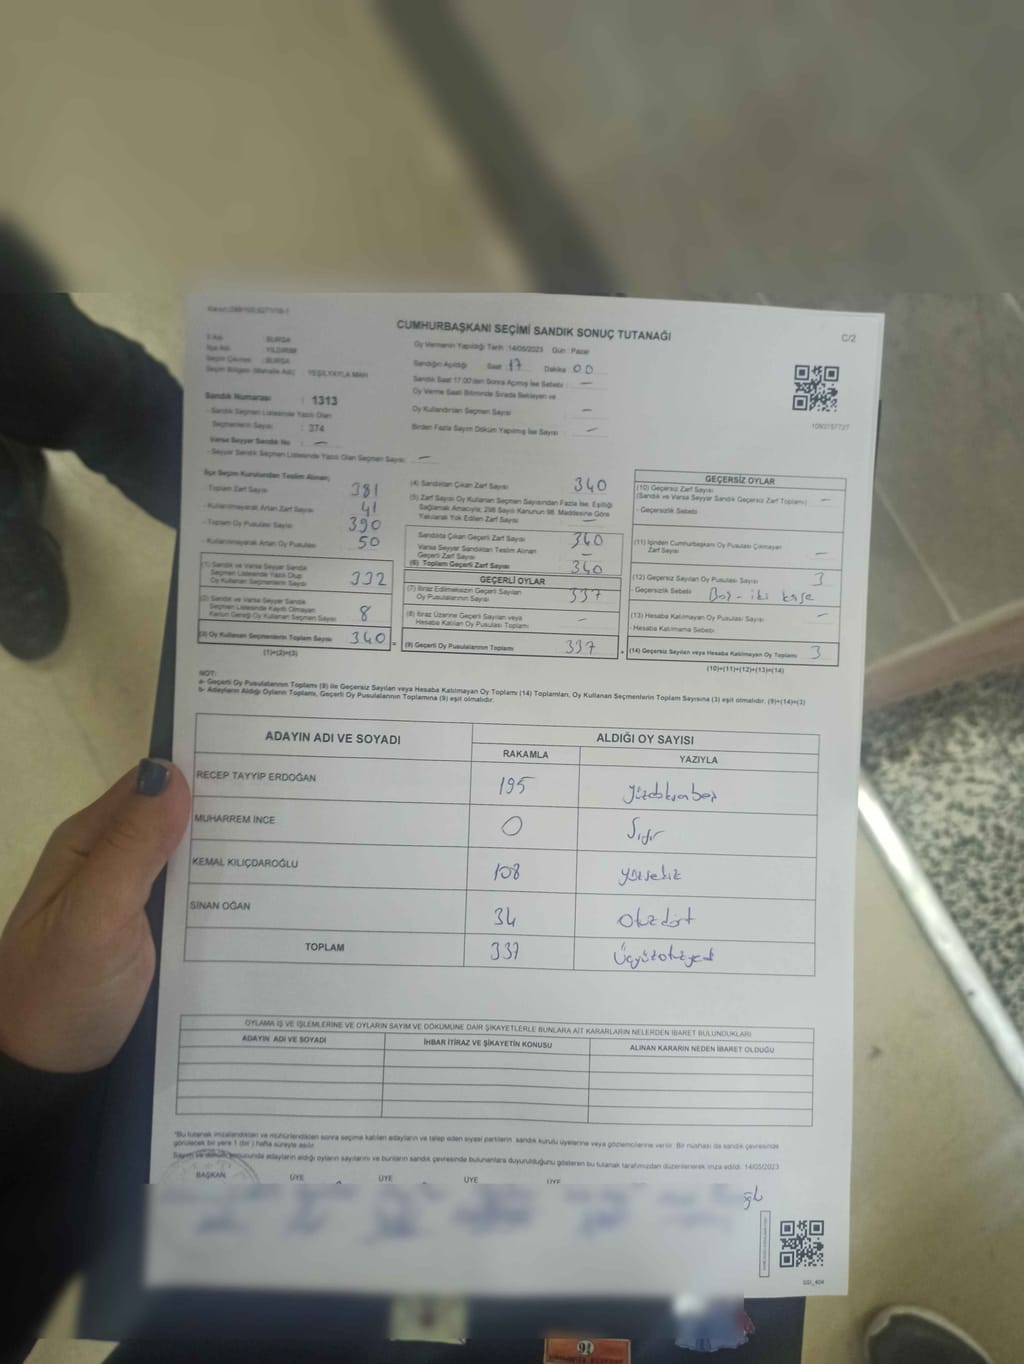 CUMHURBAŞKANI SEÇİMİ SANDIK SONUÇ TUTANAĞI
C/2
İl Adı : BURSA
İlçe Adı : YILDIRIM
Seçim Çevresi : BURSA
Seçim Bölgesi (Mahalle Adı) : YEŞİLYAYLA MAH
Sandık Numarası : 1313
- Sandık Seçmen Listesinde Yazılı Olan
Seçmenlerin Sayısı : 374
Varsa Seyyar Sandık No : —
- Seyyar Sandık Seçmen Listesinde Yazılı Olan Seçmen Sayısı : —
Oy Vermenin Yapıldığı Tarih : 14/05/2023 Gün : Pazar
Sandığın Açıldığı Saat : 17 Dakika : 00
Sandık Saat 17.00'den Sonra Açılmış İse Sebebi : —
Oy Verme Saati Bitiminde Sırada Bekleyen ve
Oy Kullandırılan Seçmen Sayısı —
Birden Fazla Sayım Döküm Yapılmış İse Sayısı —
1093157727
İlçe Seçim Kurulundan Teslim Alınan;
- Toplam Zarf Sayısı 381
- Kullanılmayarak Artan Zarf Sayısı 41
- Toplam Oy Pusulası Sayısı 390
- Kullanılmayarak Artan Oy Pusulası 50
(1) Sandık ve Varsa Seyyar Sandık
Seçmen Listesinde Yazılı Olup
Oy Kullanan Seçmenlerin Sayısı 332
(2) Sandık ve Varsa Seyyar Sandık
Seçmen Listesinde Kayıtlı Olmayan
Kanun Gereği Oy Kullanan Seçmen Sayısı 8
(3) Oy Kullanan Seçmenlerin Toplam Sayısı 340
(1)+(2)=(3)
(4) Sandıktan Çıkan Zarf Sayısı 340
(5) Zarf Sayısı Oy Kullanan Seçmen Sayısından Fazla İse, Eşitliği
Sağlamak Amacıyla; 298 Sayılı Kanunun 98. Maddesine Göre
Yakılarak Yok Edilen Zarf Sayısı —
Sandıkta Çıkan Geçerli Zarf Sayısı 340
Varsa Seyyar Sandıktan Teslim Alınan
Geçerli Zarf Sayısı —
(6) Toplam Geçerli Zarf Sayısı 340
GEÇERLİ OYLAR
(7) İtiraz Edilmeksizin Geçerli Sayılan
Oy Pusulalarının Sayısı 337
(8) İtiraz Üzerine Geçerli Sayılan veya
Hesaba Katılan Oy Pusulası Toplamı —
(9) Geçerli Oy Pusulalarının Toplamı 337
GEÇERSİZ OYLAR
(10) Geçersiz Zarf Sayısı
(Sandık ve Varsa Seyyar Sandık Geçersiz Zarf Toplamı) —
- Geçersizlik Sebebi
(11) İçinden Cumhurbaşkanı Oy Pusulası Çıkmayan
Zarf Sayısı —
(12) Geçersiz Sayılan Oy Pusulası Sayısı 3
- Geçersizlik Sebebi Boş - iki kaşe
(13) Hesaba Katılmayan Oy Pusulası Sayısı —
- Hesaba Katılmama Sebebi
(14) Geçersiz Sayılan veya Hesaba Katılmayan Oy Toplamı 3
(10)+(11)+(12)+(13)=(14)
NOT:
a- Geçerli Oy Pusulalarının Toplamı (9) ile Geçersiz Sayılan veya Hesaba Katılmayan Oy Toplamı (14) Toplamları, Oy Kullanan Seçmenlerin Toplam Sayısına (3) eşit olmalıdır. (9)+(14)=(3)
b- Adayların Aldığı Oyların Toplamı, Geçerli Oy Pusulalarının Toplamına (9) eşit olmalıdır.
ADAYIN ADI VE SOYADI
ALDIĞI OY SAYISI
RAKAMLA YAZIYLA
RECEP TAYYİP ERDOĞAN 195 yüzdoksanbeş
MUHARREM İNCE 0 Sıfır
KEMAL KILIÇDAROĞLU 108 yüzsekiz
SİNAN OĞAN 34 Otuzdört
TOPLAM 337 Üçyüzotuzyedi
OYLAMA İŞ VE İŞLEMLERİNE VE OYLARIN SAYIM VE DÖKÜMÜNE DAİR ŞİKAYETLERLE BUNLARA AİT KARARLARIN NELERDEN İBARET BULUNDUKLARI
ADAYIN ADI VE SOYADI İHBAR İTİRAZ VE ŞİKAYETİN KONUSU ALINAN KARARIN NEDEN İBARET OLDUĞU
*Bu tutanak imzalandıktan ve mühürlendikten sonra seçime katılan adayların ve talep eden siyasi partilerin sandık kurulu üyelerine veya gözlemcilerine verilir. Bir nüshası da sandık çevresinde
görülecek bir yere 1 (bir) hafta süreyle asılır.
Sayım ve döküm sonucunda adayların aldığı oyların sayılarını ve bunların sandık çevresinde bulunanlara duyurulduğunu gösteren bu tutanak tarafımızdan düzenlenerek imza edildi. 14/05/2023
BAŞKAN ÜYE ÜYE ÜYE ÜYE